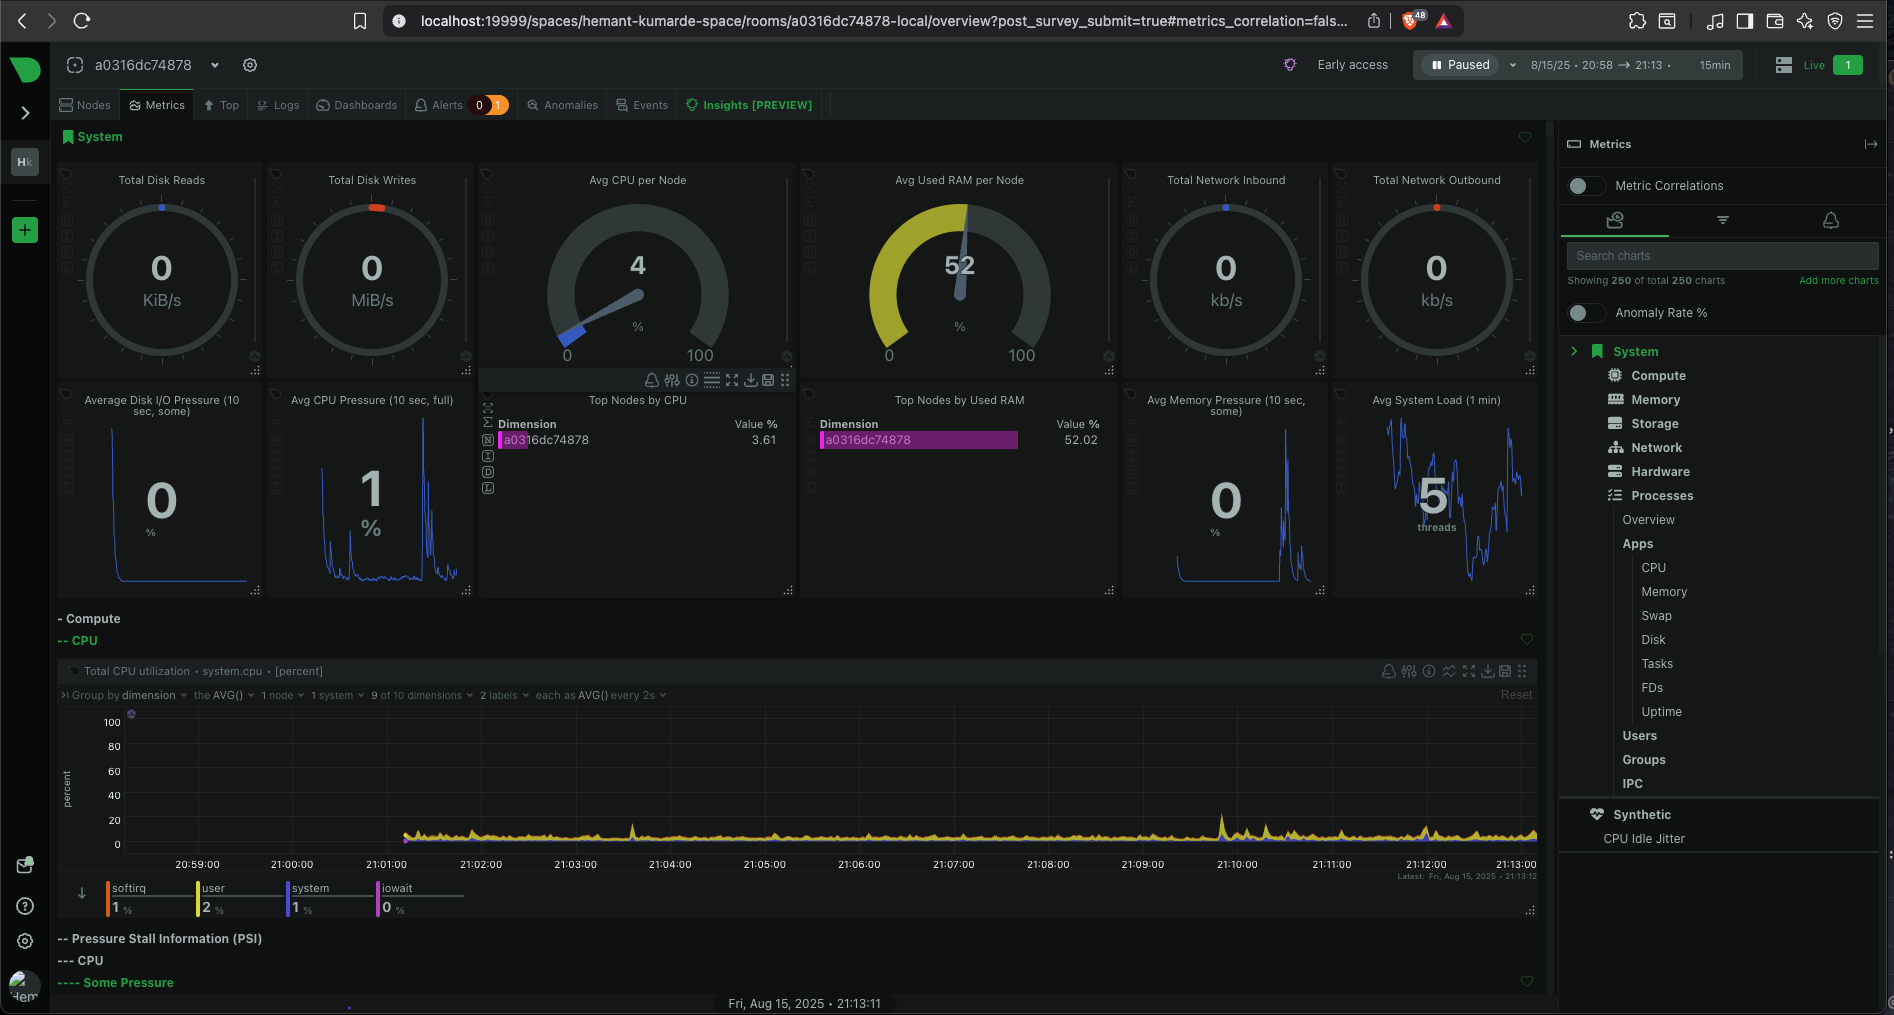 localhost:19999/spaces/hemant-kumarde-space/rooms/a0316dc74878-local/overview?post_survey_submit=true#metrics_correlation=fals...
48
a0316dc74878
Early access
Paused
8/15/25 • 20:58 → 21:13 •
15min
Live
1
Nodes
Metrics
Top
Logs
Dashboards
Alerts
0
1
Anomalies
Events
Insights [PREVIEW]
Hk
System
Total Disk Reads
0
KiB/s
Total Disk Writes
0
MiB/s
Avg CPU per Node
4
%
0
100
Avg Used RAM per Node
52
%
0
100
Total Network Inbound
0
kb/s
Total Network Outbound
0
kb/s
Average Disk I/O Pressure (10
sec, some)
0
%
Avg CPU Pressure (10 sec, full)
1
%
Top Nodes by CPU
Dimension
Value %
a0316dc74878
3.61
Top Nodes by Used RAM
Dimension
Value %
a0316dc74878
52.02
Avg Memory Pressure (10 sec,
some)
0
%
Avg System Load (1 min)
5
threads
- Compute
-- CPU
Total CPU utilization • system.cpu • [percent]
Group by dimension the AVG() 1 node 1 system 9 of 10 dimensions 2 labels each as AVG() every 2s
Reset
percent
100
80
60
40
20
0
20:59:00
21:00:00
21:01:00
21:02:00
21:03:00
21:04:00
21:05:00
21:06:00
21:07:00
21:08:00
21:09:00
21:10:00
21:11:00
21:12:00
21:13:00
Latest: Fri, Aug 15, 2025 • 21:13:12
softirq
1 %
user
2 %
system
1 %
iowait
0 %
-- Pressure Stall Information (PSI)
--- CPU
---- Some Pressure
Fri, Aug 15, 2025 • 21:13:11
Hem
Metrics
Metric Correlations
Search charts
Showing 250 of total 250 charts
Add more charts
Anomaly Rate %
System
Compute
Memory
Storage
Network
Hardware
Processes
Overview
Apps
CPU
Memory
Swap
Disk
Tasks
FDs
Uptime
Users
Groups
IPC
Synthetic
CPU Idle Jitter